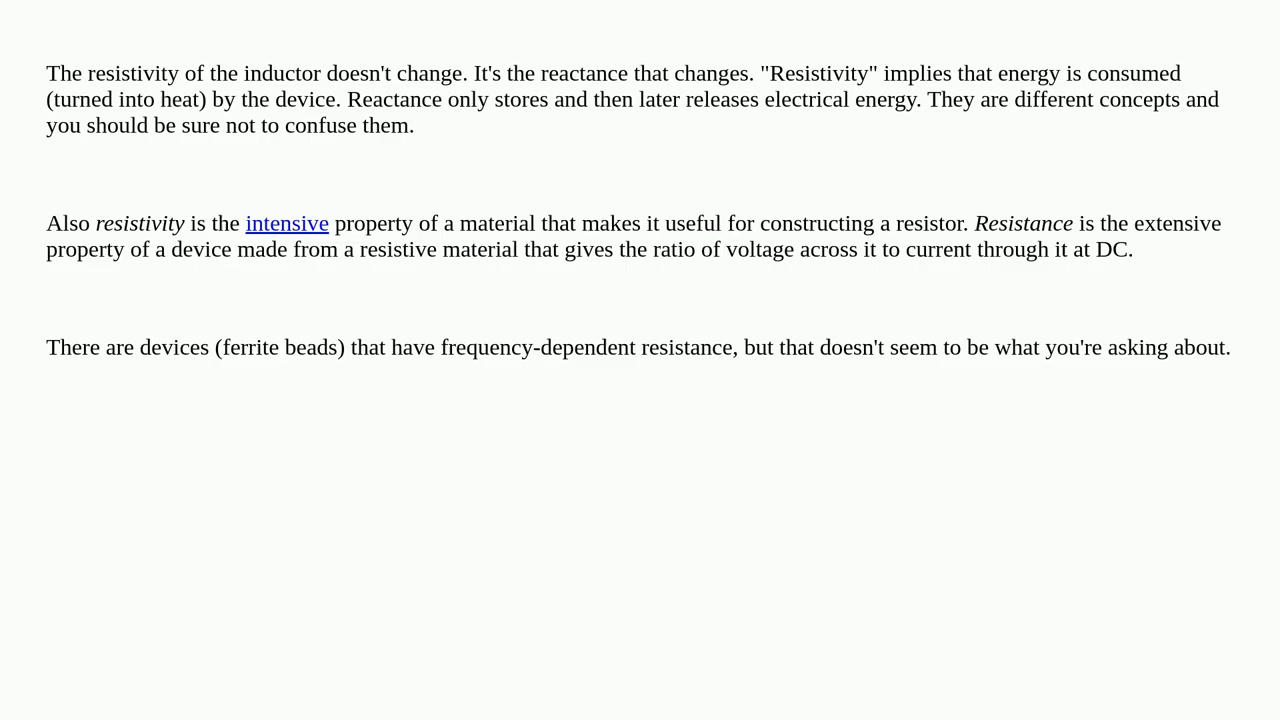 The resistivity of the inductor doesn't change. It's the reactance that changes. "Resistivity" implies that energy is consumed
(turned into heat) by the device. Reactance only stores and then later releases electrical energy. They are different concepts and
you should be sure not to confuse them.
Also resistivity is the intensive property of a material that makes it useful for constructing a resistor. Resistance is the extensive
property of a device made from a resistive material that gives the ratio of voltage across it to current through it at DC.
There are devices (ferrite beads) that have frequency-dependent resistance, but that doesn't seem to be what you're asking about.